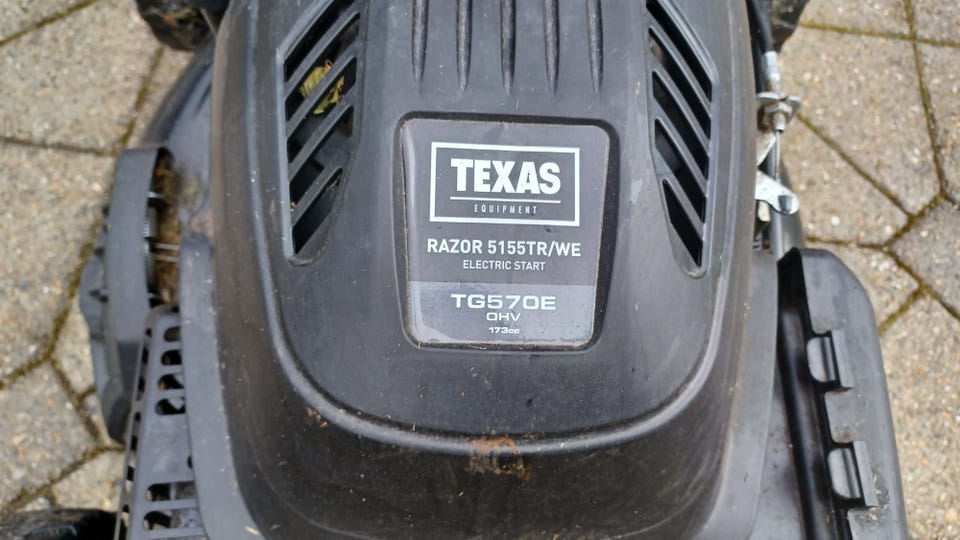 TEXAS
EQUIPMENT
RAZOR 5155TR/WE
ELECTRIC START
TG570E
OHV
173cc